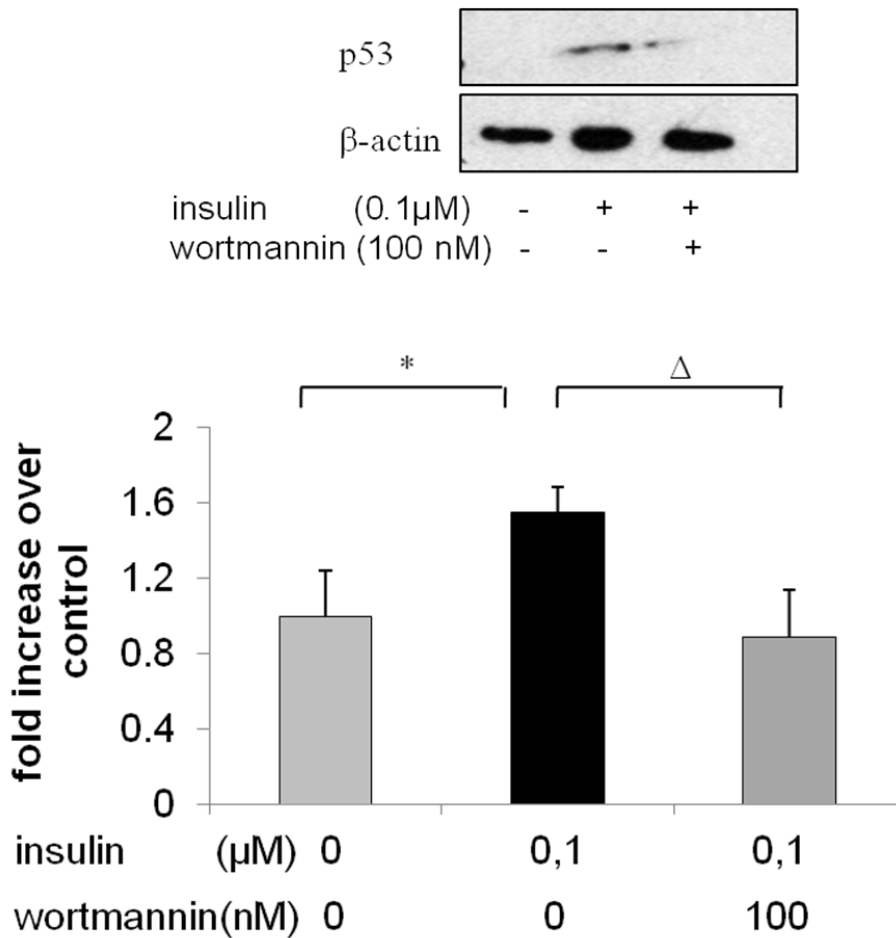 p53
β-actin
insulin (0.1µM) - + +
wortmannin (100 nM) - - +
* Δ
2
1.6
1.2
0.8
0.4
0
fold increase over
control
insulin (µM) 0 0,1 0,1
wortmannin(nM) 0 0 100